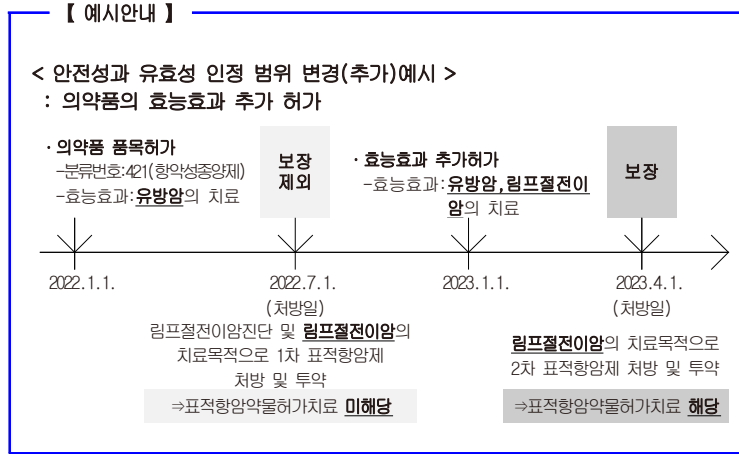 【 예시안내 】
< 안전성과 유효성 인정 범위 변경(추가)예시 >
: 의약품의 효능효과 추가 허가
· 의약품 품목허가
-분류번호:421(항악성종양제)
-효능효과:유방암의 치료
보장
제외
· 효능효과 추가허가
-효능효과:유방암,림프절전이
암의 치료
보장
2022.1.1.
2022.7.1.
(처방일)
림프절전이암진단 및 림프절전이암의
치료목적으로 1차 표적항암제
처방 및 투약
⇒표적항암약물허가치료 미해당
2023.1.1.
2023.4.1.
(처방일)
림프절전이암의 치료목적으로
2차 표적항암제 처방 및 투약
⇒표적항암약물허가치료 해당